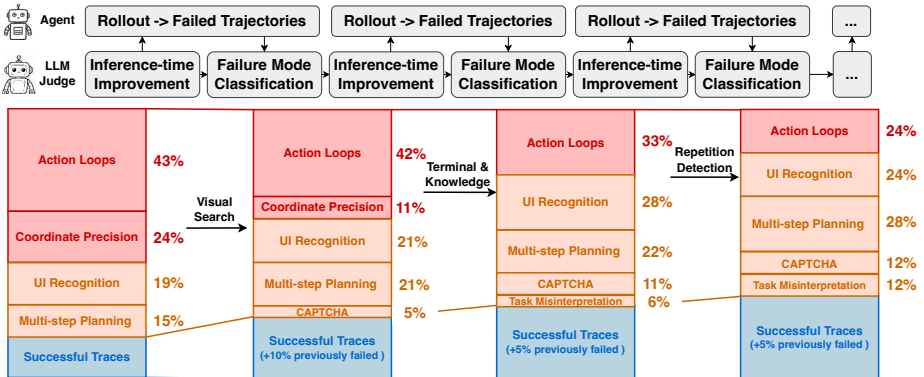 Agent
Rollout -> Failed Trajectories
Rollout -> Failed Trajectories
Rollout -> Failed Trajectories
...
LLM
Judge
Inference-time
Improvement
Failure Mode
Classification
Inference-time
Improvement
Failure Mode
Classification
Inference-time
Improvement
Failure Mode
Classification
...
Action Loops
43%
Coordinate Precision
24%
UI Recognition
19%
Multi-step Planning
15%
Successful Traces
Visual
Search
Action Loops
42%
Coordinate Precision
11%
UI Recognition
21%
Multi-step Planning
21%
CAPTCHA
5%
Successful Traces
(+10% previously failed )
Terminal &
Knowledge
Action Loops
33%
UI Recognition
28%
Multi-step Planning
22%
CAPTCHA
11%
Task Misinterpretation
6%
Successful Traces
(+5% previously failed )
Repetition
Detection
Action Loops
24%
UI Recognition
24%
Multi-step Planning
28%
CAPTCHA
12%
Task Misinterpretation
12%
Successful Traces
(+5% previously failed )